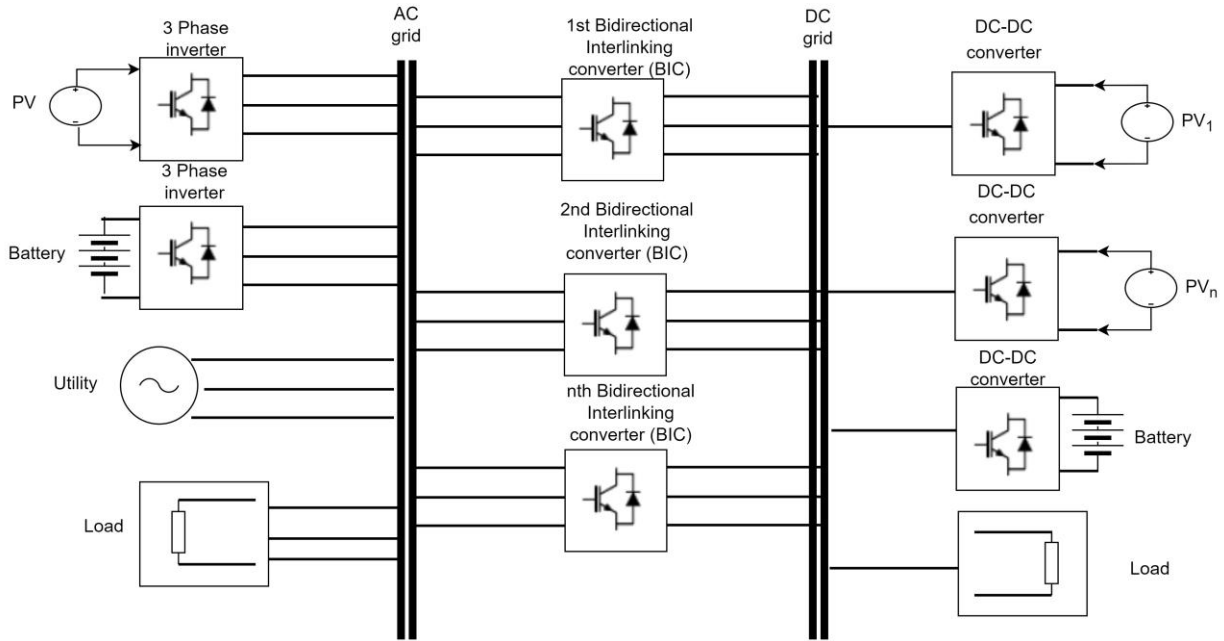 3 Phase
inverter
AC
grid
1st Bidirectional
Interlinking
converter (BIC)
DC
grid
DC-DC
converter
PV
+
-
+
-
PV1
3 Phase
inverter
Battery
2nd Bidirectional
Interlinking
converter (BIC)
DC-DC
converter
+
-
PVn
Utility
nth Bidirectional
Interlinking
converter (BIC)
DC-DC
converter
Battery
Load
Load